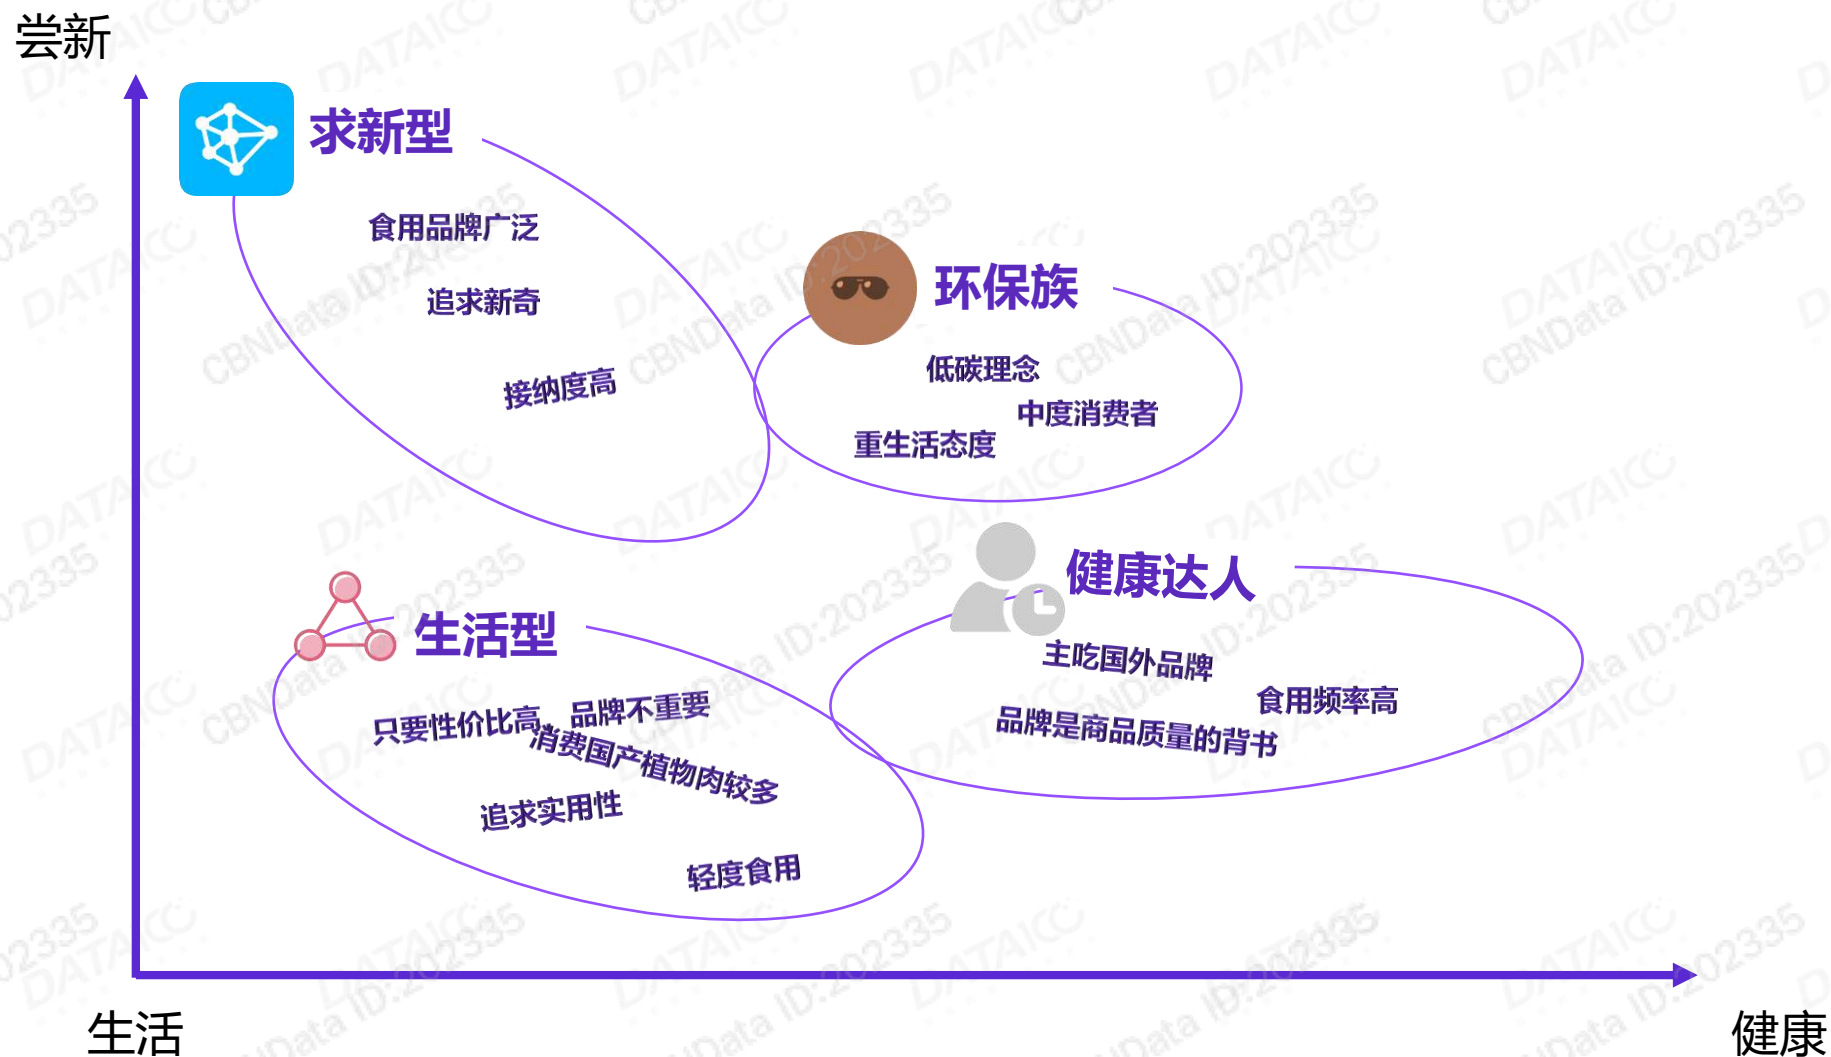 尝新
求新型
食用品牌广泛
追求新奇
接纳度高
环保族
低碳理念
中度消费者
重生活态度
生活型
只要性价比高
品牌不重要
消费国产植物肉较多
追求实用性
轻度食用
健康达人
主吃国外品牌
食用频率高
品牌是商品质量的背书
生活
健康
CBNData ID:202335
DATAICC